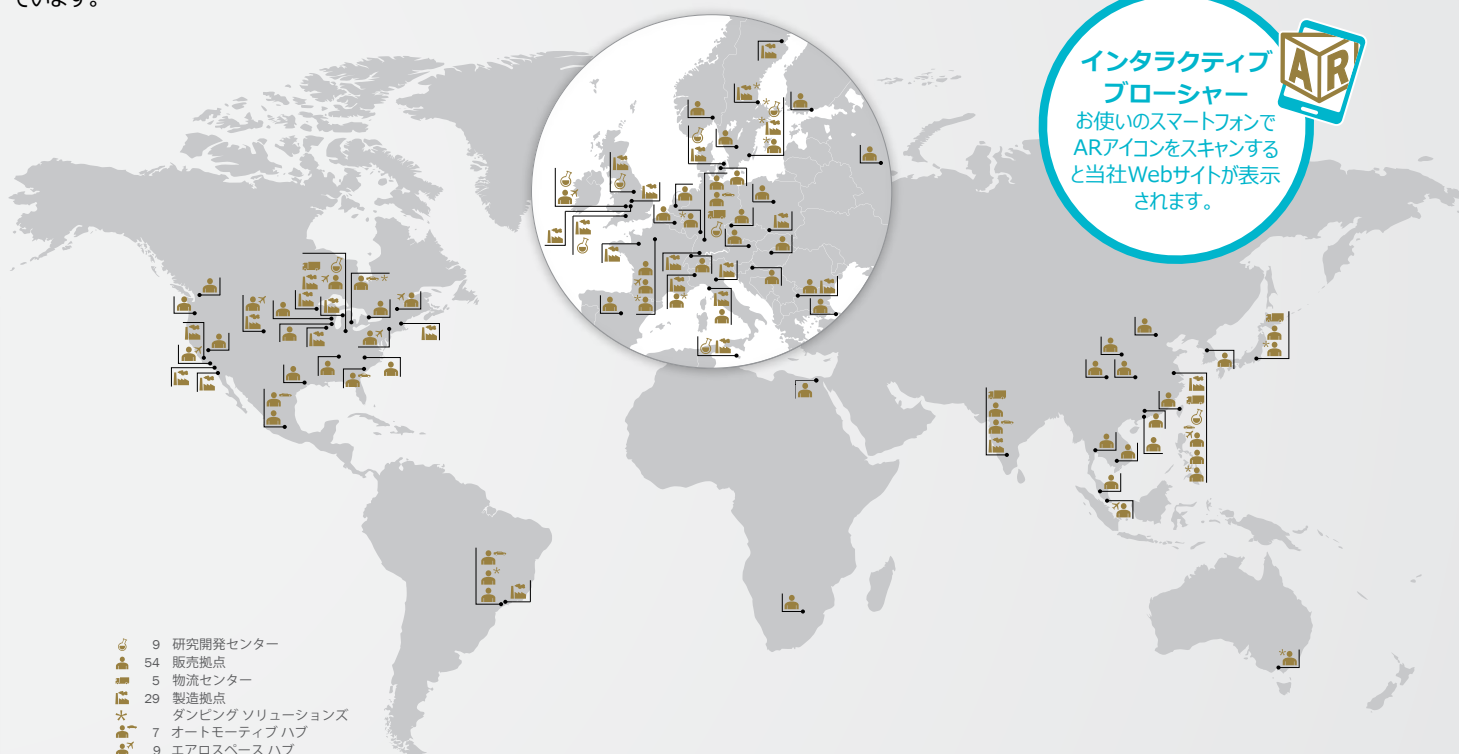 ています。
インタラクティブ
ブローシャー
お使いのスマートフォンで
ARアイコンをスキャンする
と当社Webサイトが表示
されます。
AR
9 研究開発センター
54 販売拠点
5 物流センター
29 製造拠点
ダンピング ソリューションズ
7 オートモーティブ ハブ
9 エアロスペース ハブ